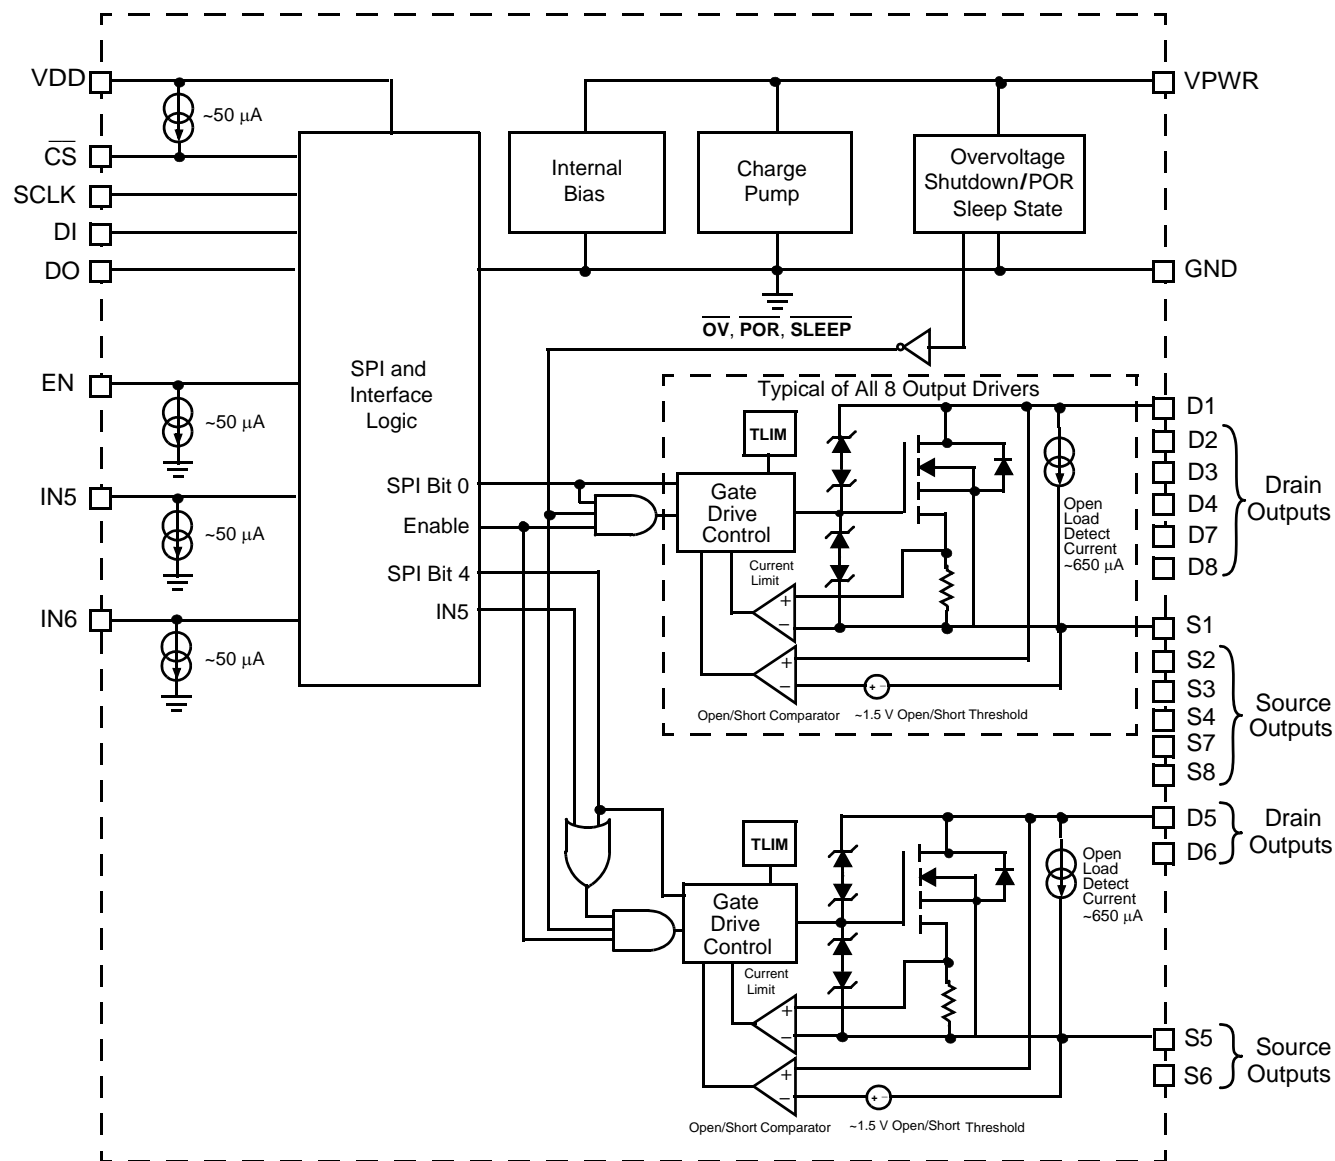 VDD
VPWR
~50 µA
CS
SCLK
DI
DO
Internal
Bias
Charge
Pump
Overvoltage
Shutdown/POR
Sleep State
GND
OV, POR, SLEEP
SPI and
Interface
Logic
EN
~50 µA
IN5
~50 µA
IN6
~50 µA
SPI Bit 0
Enable
SPI Bit 4
IN5
Typical of All 8 Output Drivers
TLIM
Gate
Drive
Control
Current
Limit
+
−
+
−
+ −
Open
Load
Detect
Current
~650 µA
Open/Short Comparator
~1.5 V Open/Short Threshold
D1
D2
D3
D4
D7
D8
Drain
Outputs
S1
S2
S3
S4
S7
S8
Source
Outputs
D5
D6
Drain
Outputs
TLIM
Gate
Drive
Control
Current
Limit
+
−
+
−
+ −
Open
Load
Detect
Current
~650 µA
Open/Short Comparator
~1.5 V Open/Short Threshold
S5
S6
Source
Outputs